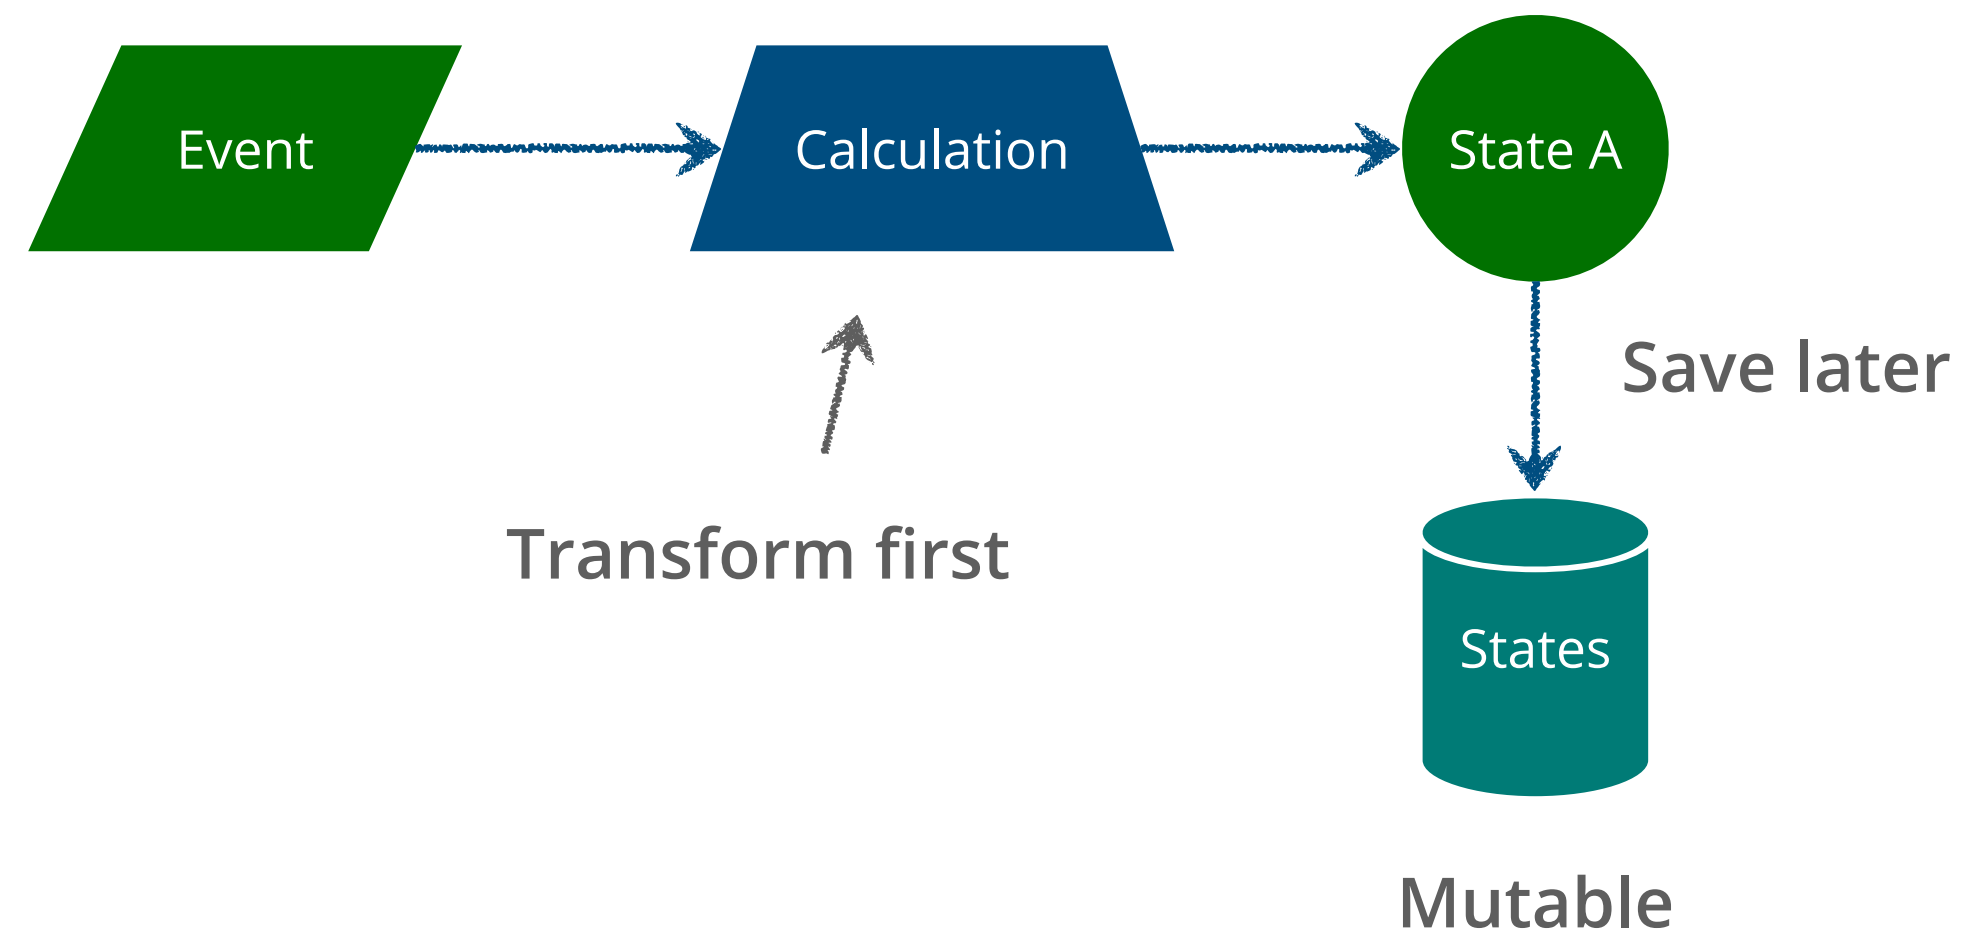 Event
Calculation
State A
Save later
Transform first
States
Mutable